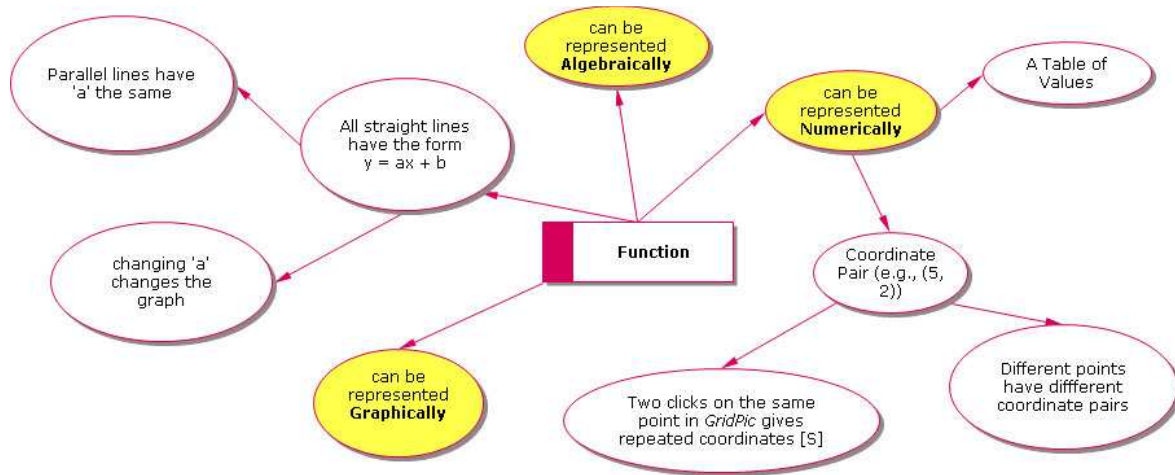 can be
represented
Algebraically
Parallel lines have
'a' the same
All straight lines
have the form
y = ax + b
can be
represented
Numerically
A Table of
Values
changing 'a'
changes the
graph
Function
Coordinate
Pair (e.g., (5,
2))
can be
represented
Graphically
Two clicks on the same
point in GridPic gives
repeated coordinates [S]
Different points
have diffferent
coordinate pairs